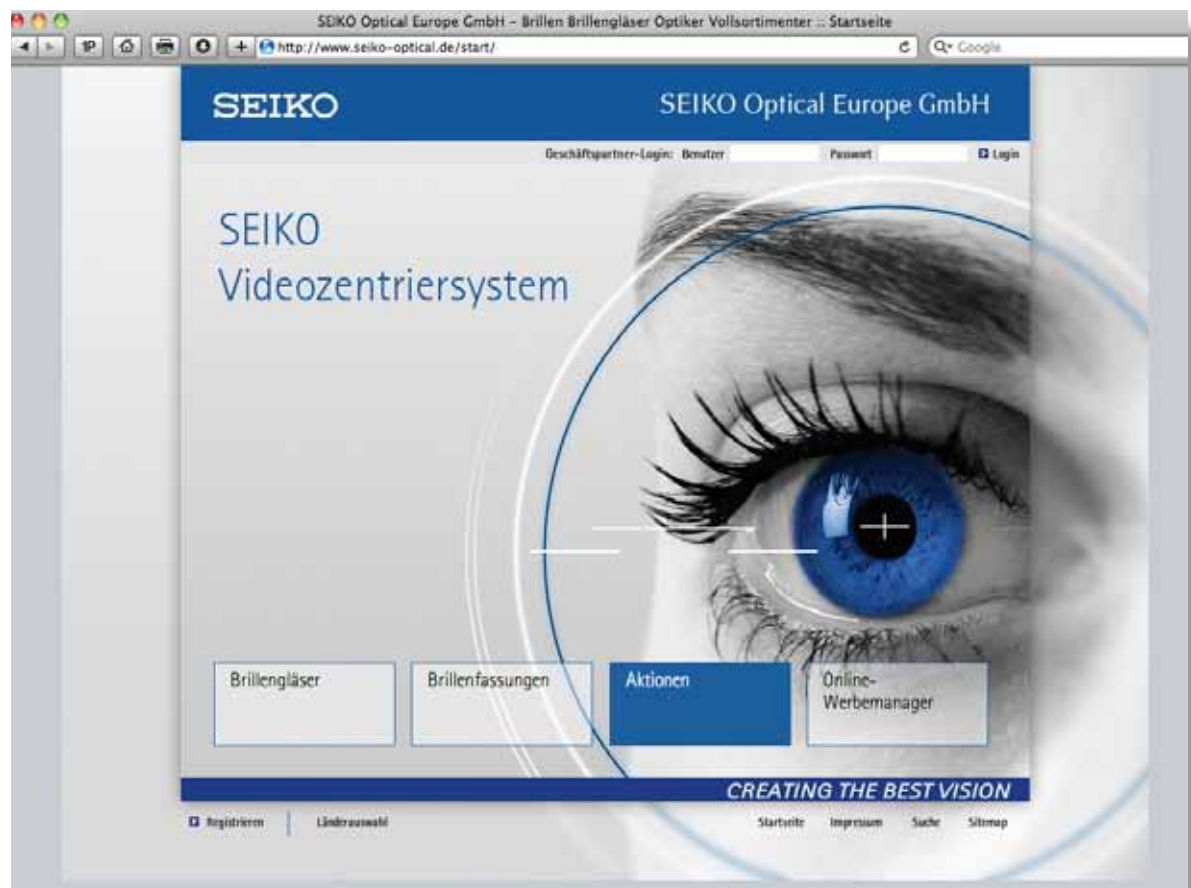 SEIKO Optical Europe GmbH – Brillen Brillengläser Optiker Vollsortimenter :: Startseite
1P
http://www.seiko-optical.de/start/
Google
SEIKO
SEIKO Optical Europe GmbH
Geschäftspartner-Login: Benutzer Passwort Login
SEIKO
Videozentriersystem
Brillengläser
Brillenfassungen
Aktionen
Online-
Werbemanager
CREATING THE BEST VISION
Registrieren Länderauswahl Startseite Impressum Suche Sitemap